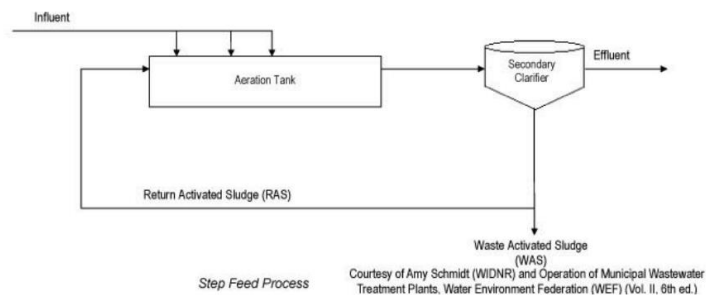 Influent
Aeration Tank
Secondary
Clarifier
Effluent
Return Activated Sludge (RAS)
Waste Activated Sludge
(WAS)
Courtesy of Amy Schmidt (WIDNR) and Operation of Municipal Wastewater
Treatment Plants, Water Environment Federation (WEF) (Vol. II, 6th ed.)
Step Feed Process